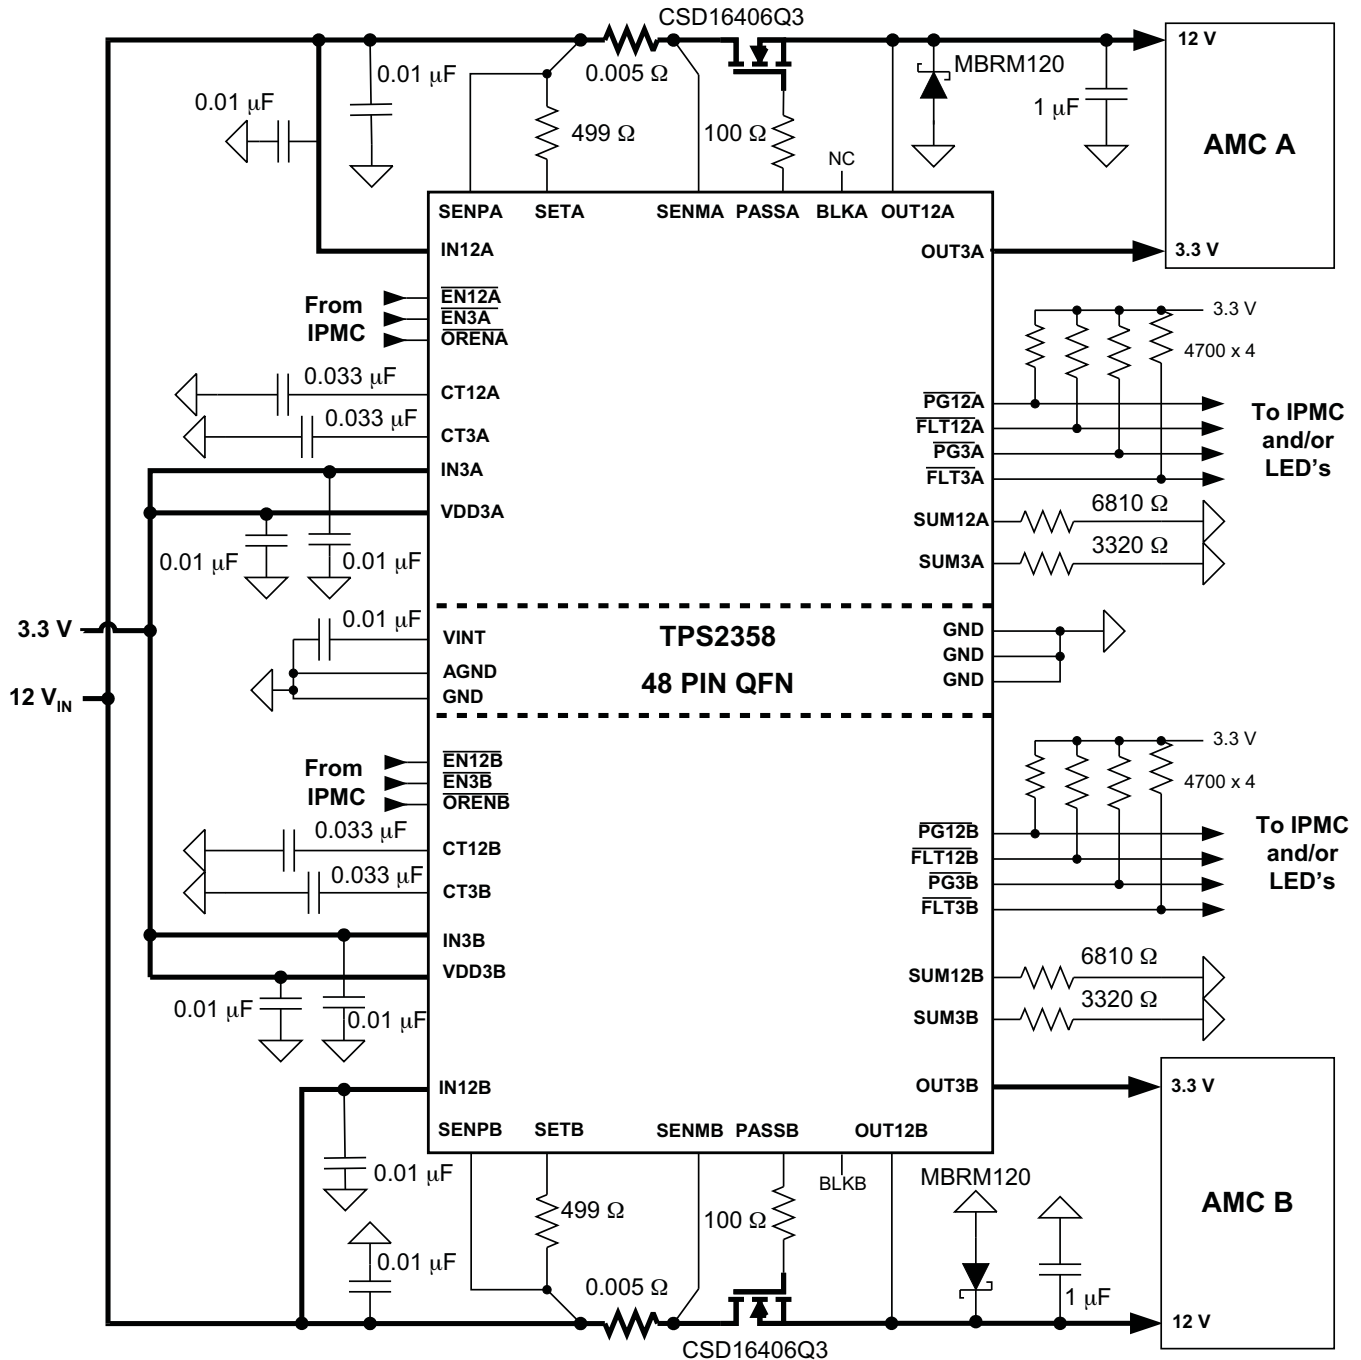 CSD16406Q3
12 V
0.01 µF
0.005 Ω
MBRM120
0.01 µF
499 Ω
100 Ω
1 µF
AMC A
NC
SENPA
SETA
SENMA
PASSA
BLKA
OUT12A
IN12A
OUT3A
3.3 V
From
IPMC
EN12A
EN3A
ORENA
3.3 V
4700 x 4
0.033 µF
CT12A
PG12A
To IPMC
and/or
LED's
0.033 µF
CT3A
FLT12A
IN3A
PG3A
FLT3A
VDD3A
SUM12A
6810 Ω
0.01 µF
0.01 µF
SUM3A
3320 Ω
3.3 V
0.01 µF
VINT
TPS2358
GND
AGND
GND
12 VIN
GND
48 PIN QFN
GND
From
IPMC
EN12B
EN3B
ORENB
3.3 V
4700 x 4
0.033 µF
CT12B
PG12B
To IPMC
and/or
LED's
FLT12B
0.033 µF
CT3B
PG3B
FLT3B
IN3B
VDD3B
SUM12B
6810 Ω
0.01 µF
0.01 µF
SUM3B
3320 Ω
IN12B
OUT3B
3.3 V
SENPB
SETB
SENMB
PASSB
OUT12B
0.01 µF
BLKB
MBRM120
499 Ω
100 Ω
AMC B
0.01 µF
0.005 Ω
1 µF
12 V
CSD16406Q3